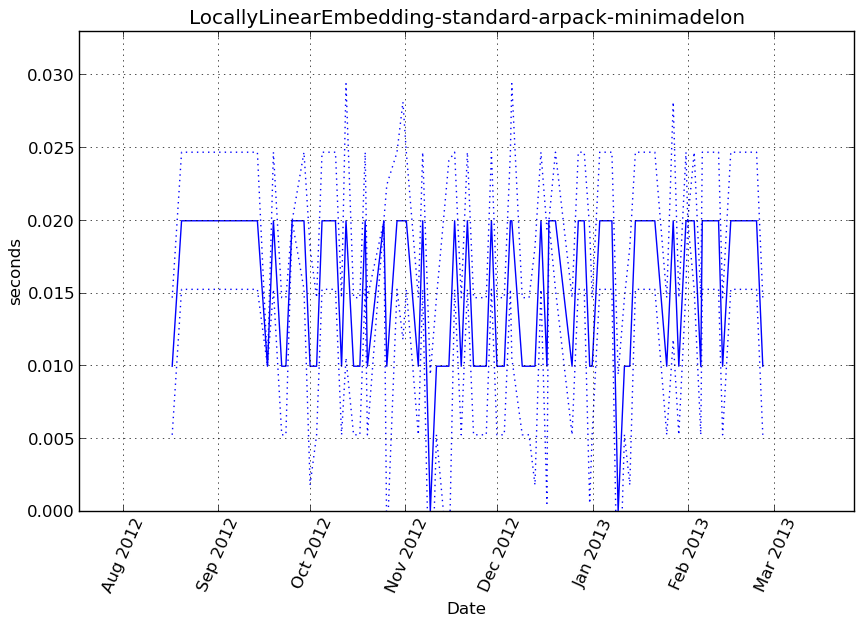 LocallyLinearEmbedding-standard-arpack-minimadelon
0.030
0.025
0.020
0.015
0.010
0.005
0.000
seconds
Aug 2012
Sep 2012
Oct 2012
Nov 2012
Dec 2012
Jan 2013
Feb 2013
Mar 2013
Date